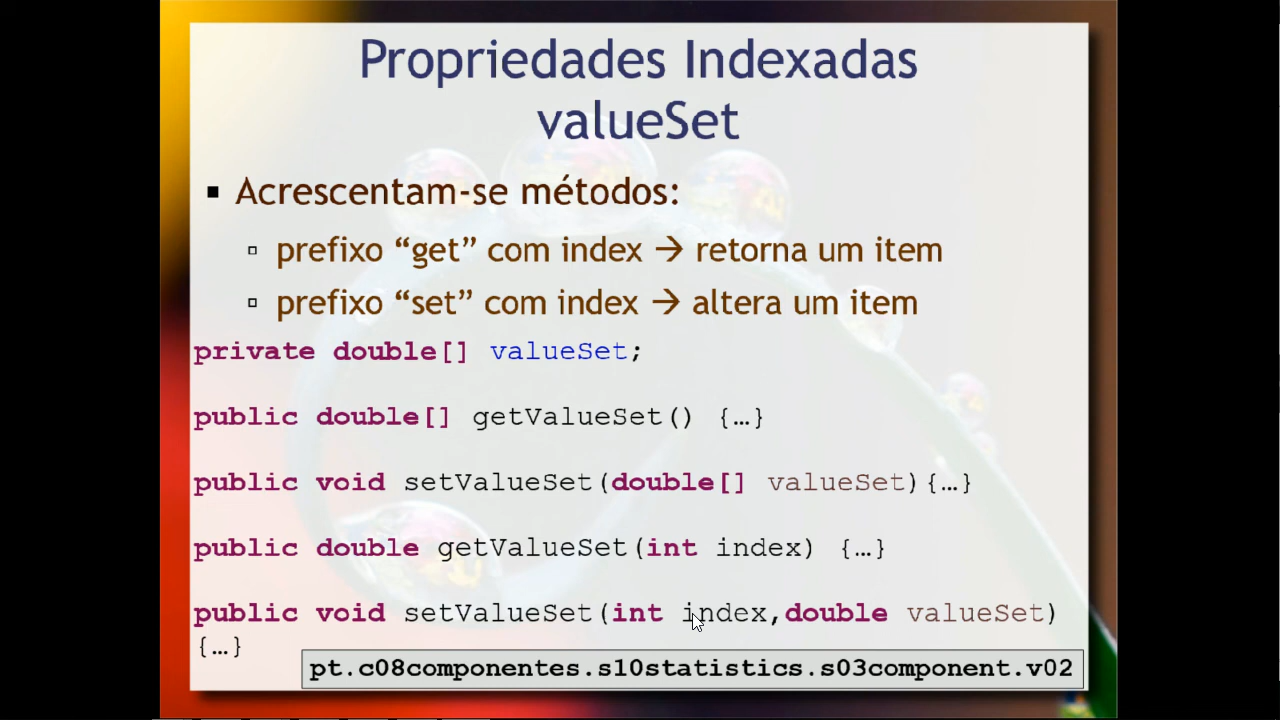 Propriedades Indexadas
valueSet
▪ Acrescentam-se métodos:
▫ prefixo “get” com index → retorna um item
▫ prefixo “set” com index → altera um item
private double[] valueSet;
public double[] getValueSet() {…}
public void setValueSet(double[] valueSet){…}
public double getValueSet(int index) {…}
public void setValueSet(int index,double valueSet)
{…}
pt.c08componentes.s10statistics.s03component.v02